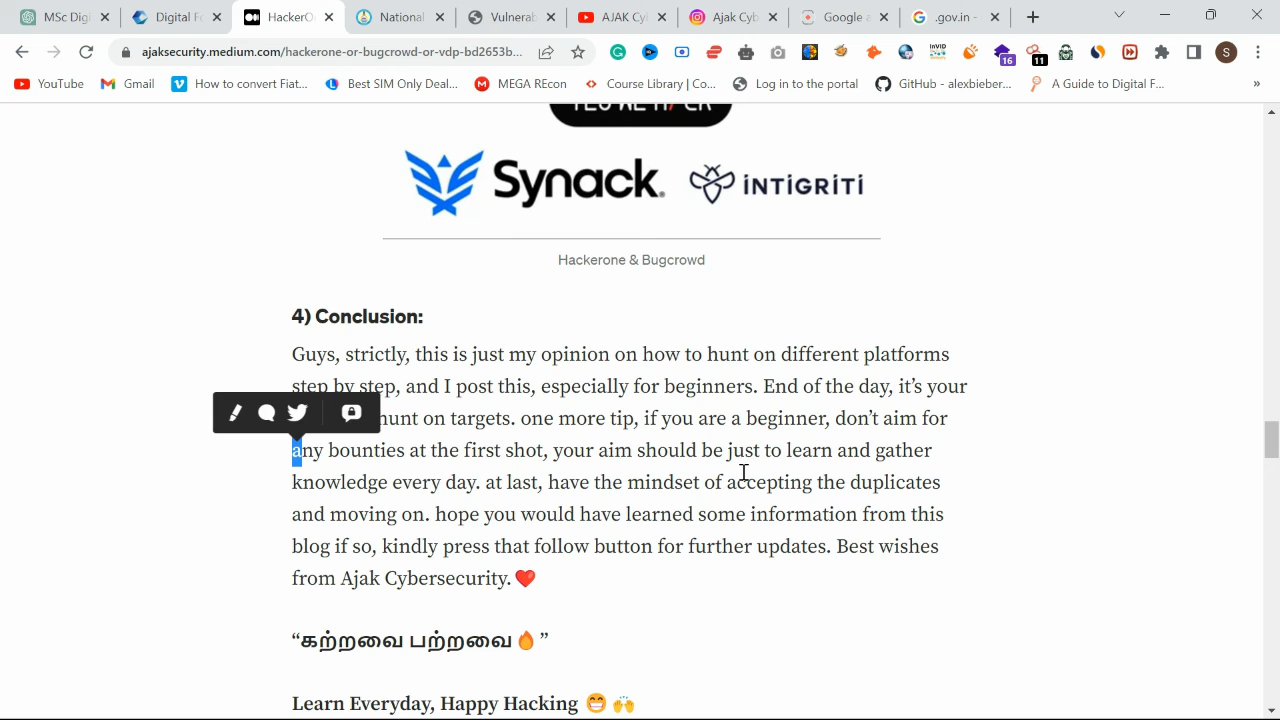 MSc Dig
Digital Fo
HackerO
National
Vulnerab
AJAK Cy
Ajak Cyb
Google a
.gov.in -
ajaksecurity.medium.com/hackerone-or-bugcrowd-or-vdp-bd2653b...
16
11
S
YouTube
Gmail
How to convert Fiat...
Best SIM Only Deal...
MEGA REcon
Course Library | Co...
Log in to the portal
GitHub - alexbieber...
A Guide to Digital F...
»
YES WE H/CK
Synack.
INTIGRITI
Hackerone & Bugcrowd
4) Conclusion:
Guys, strictly, this is just my opinion on how to hunt on different platforms
step by step, and I post this, especially for beginners. End of the day, it's your
hunt on targets. one more tip, if you are a beginner, don't aim for
any bounties at the first shot, your aim should be just to learn and gather
knowledge every day. at last, have the mindset of accepting the duplicates
and moving on. hope you would have learned some information from this
blog if so, kindly press that follow button for further updates. Best wishes
from Ajak Cybersecurity.❤️
“கற்றவை பற்றவை🔥”
Learn Everyday, Happy Hacking 😁🙌